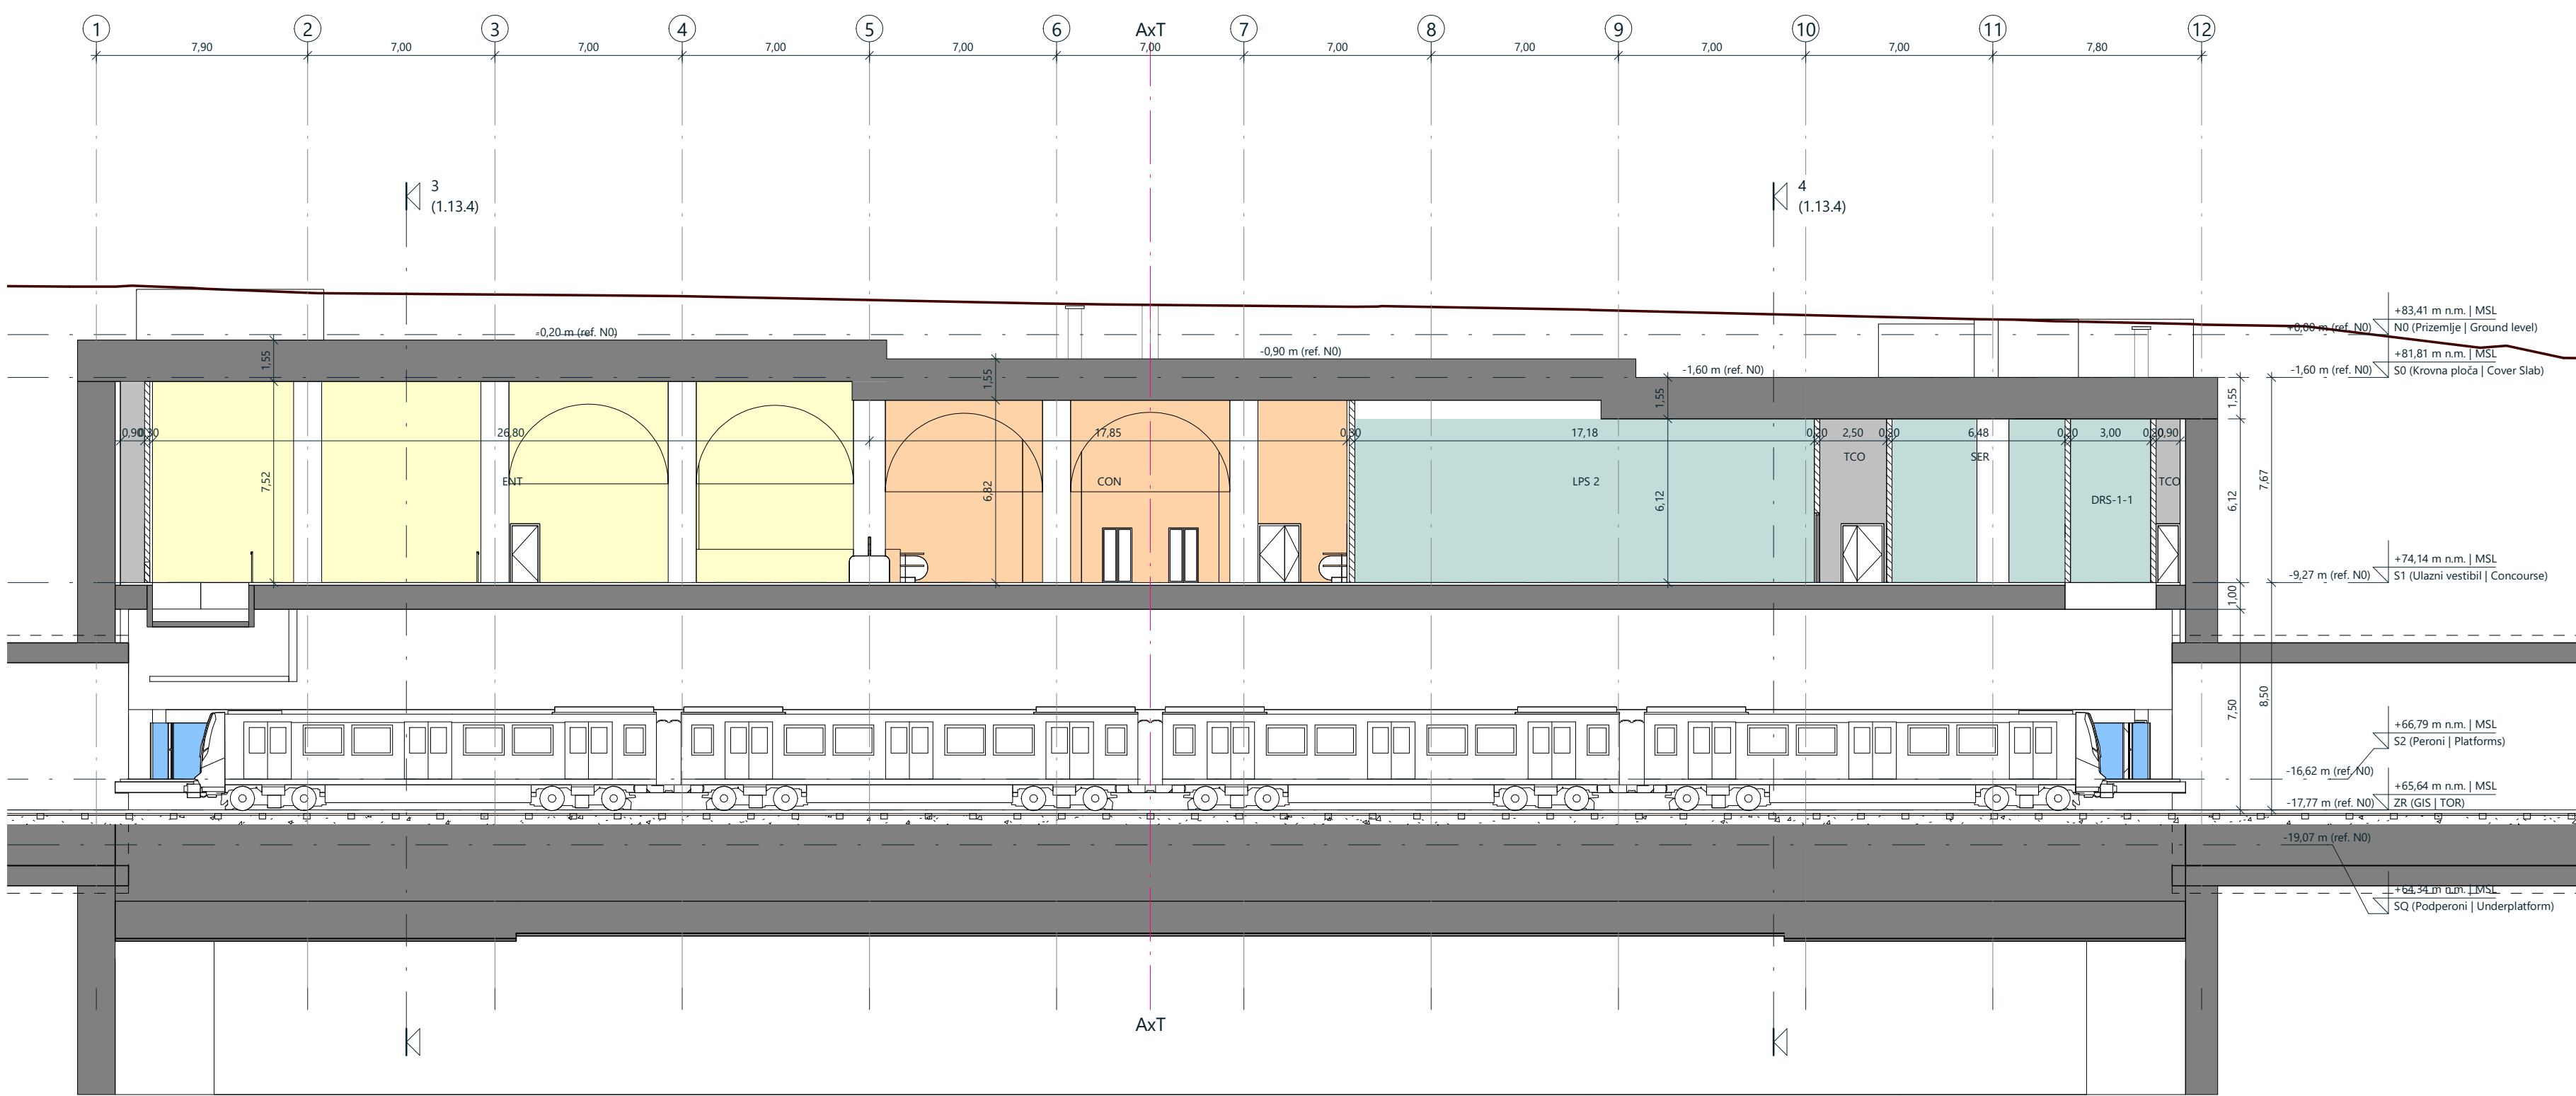 1 2 3 4 5 6 AxT 7 8 9 10 11 12
7,90 7,00 7,00 7,00 7,00 7,00 7,00 7,00 7,00 7,00 7,80
3
(1.13.4)
4
(1.13.4)
+83,41 m n.m. | MSL
-0,20 m (ref. N0)
+0,00 m (ref. N0) N0 (Prizemlje | Ground level)
-0,90 m (ref. N0)
+81,81 m n.m. | MSL
-1,60 m (ref. N0)
-1,60 m (ref. N0) S0 (Krovna ploča | Cover Slab)
1,55 1,55 1,55 1,55
0,90 0,30 26,80 17,85 0,30 17,18 0,20 2,50 0,20 6,48 0,20 3,00 0,20 0,90
TCO SER
ENT CON LPS 2 TCO
7,52 6,82 6,12 6,12 7,67
DRS-1-1
+74,14 m n.m. | MSL
-9,27 m (ref. N0) S1 (Ulazni vestibil | Concourse)
1,00
7,50 8,50
+66,79 m n.m. | MSL
S2 (Peroni | Platforms)
-16,62 m (ref. N0)
+65,64 m n.m. | MSL
-17,77 m (ref. N0) ZR (GIS | TOR)
-19,07 m (ref. N0)
+64,34 m n.m. | MSL
SQ (Podperoni | Underplatform)
AxT